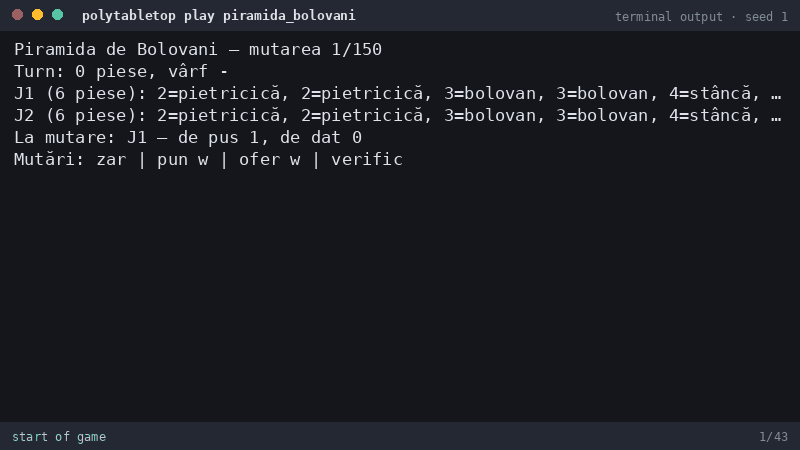 polytabletop play piramida_bolovani
terminal output · seed 1
Piramida de Bolovani — mutarea 1/150
Turn: 0 piese, vârf -
J1 (6 piese): 2=pietricică, 2=pietricică, 3=bolovan, 3=bolovan, 4=stâncă, …
J2 (6 piese): 2=pietricică, 2=pietricică, 3=bolovan, 3=bolovan, 4=stâncă, …
La mutare: J1 — de pus 1, de dat 0
Mutări: zar | pun w | ofer w | verific
start of game
1/43